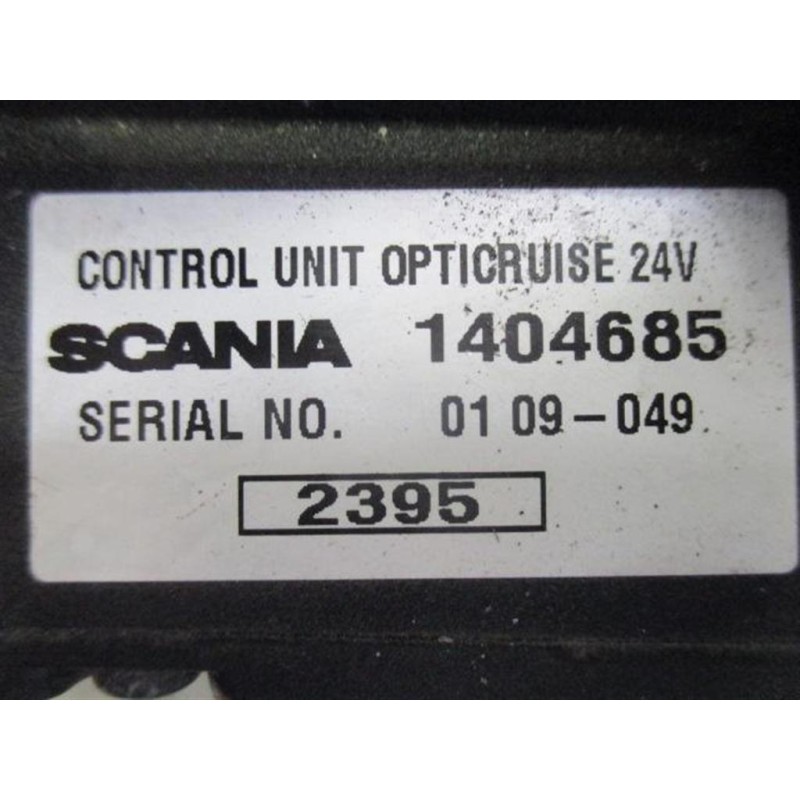 CONTROL UNIT OPTICRUISE 24V
SCANIA 1404685
SERIAL NO. 01 09-049
2395